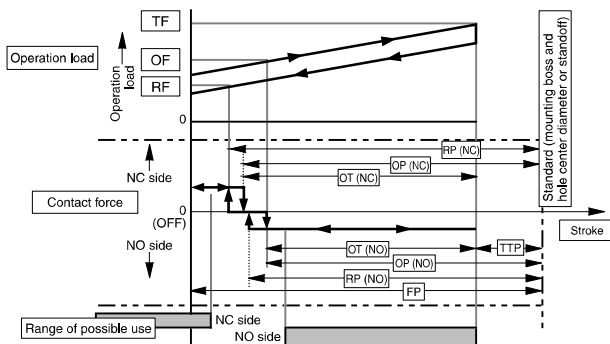 TF
OF
RF
0
Operation load
Operation
load
RP (NC)
OP (NC)
OT (NC)
NC side
Contact force
0
(OFF)
NO side
Stroke
OT (NO)
TTP
OP (NO)
RP (NO)
FP
Range of possible use
NC side
NO side
Standard (mounting boss and
hole center diameter or standoff)